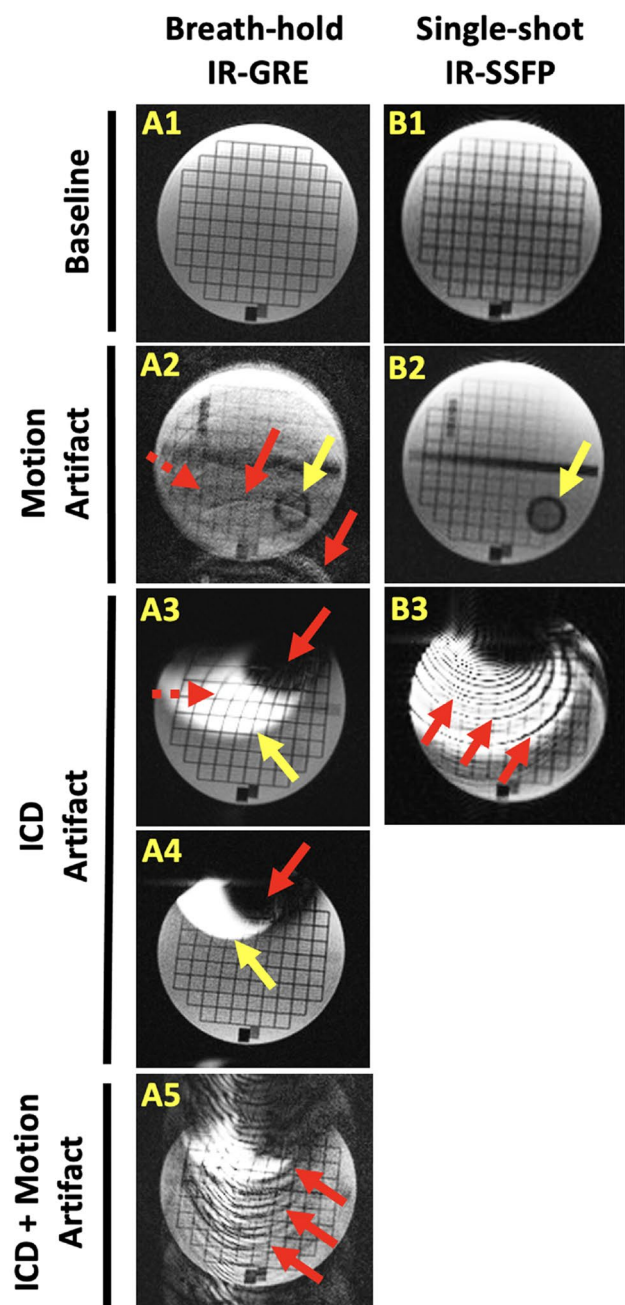 Breath-hold
IR-GRE
Single-shot
IR-SSFP
Baseline
A1
B1
Motion
Artifact
A2
B2
ICD
Artifact
A3
B3
A4
ICD + Motion
Artifact
A5